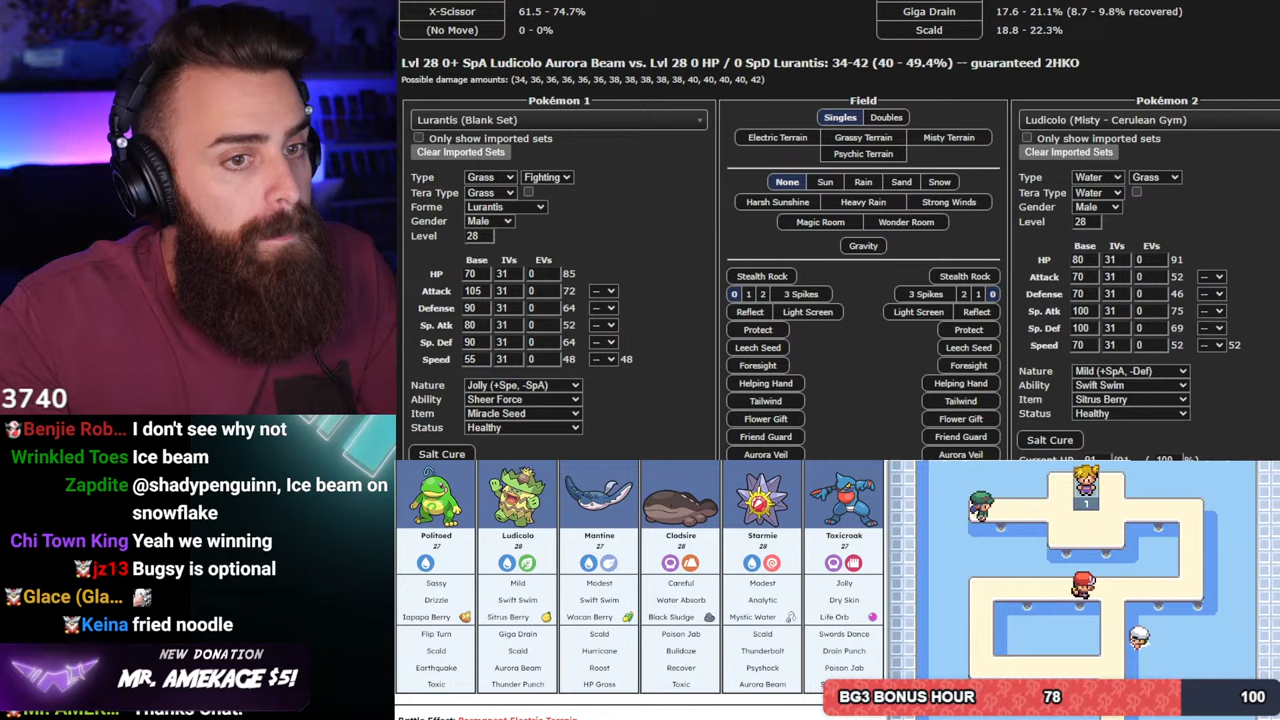 X-Scissor 61.5 - 74.7%
(No Move) 0 - 0%
Giga Drain 17.6 - 21.1% (8.7 - 9.8% recovered)
Scald 18.8 - 22.3%
Lvl 28 0+ SpA Ludicolo Aurora Beam vs. Lvl 28 0 HP / 0 SpD Lurantis: 34-42 (40 - 49.4%) -- guaranteed 2HKO
Possible damage amounts: (34, 36, 36, 36, 36, 36, 38, 38, 38, 38, 40, 40, 40, 40, 42)
Pokémon 1
Lurantis (Blank Set)
Only show imported sets
Clear Imported Sets
Type Grass Fighting
Tera Type Grass
Forme Lurantis
Gender Male
Level 28
Base IVs EVs
HP 70 31 0 85
Attack 105 31 0 72 --
Defense 90 31 0 64 --
Sp. Atk 80 31 0 52 --
Sp. Def 90 31 0 64 --
Speed 55 31 0 48 -- 48
Nature Jolly (+Spe, -SpA)
Ability Sheer Force
Item Miracle Seed
Status Healthy
Salt Cure
Field
Singles Doubles
Electric Terrain Grassy Terrain Misty Terrain
Psychic Terrain
None Sun Rain Sand Snow
Harsh Sunshine Heavy Rain Strong Winds
Magic Room Wonder Room
Gravity
Stealth Rock Stealth Rock
0 1 2 3 Spikes 3 Spikes 2 1 0
Reflect Light Screen Light Screen Reflect
Protect Protect
Leech Seed Leech Seed
Foresight Foresight
Helping Hand Helping Hand
Tailwind Tailwind
Flower Gift Flower Gift
Friend Guard Friend Guard
Aurora Veil Aurora Veil
Pokémon 2
Ludicolo (Misty - Cerulean Gym)
Only show imported sets
Clear Imported Sets
Type Water Grass
Tera Type Water
Gender Male
Level 28
Base IVs EVs
HP 80 31 0 91
Attack 70 31 0 52 --
Defense 70 31 0 46 --
Sp. Atk 100 31 0 75 --
Sp. Def 100 31 0 69 --
Speed 70 31 0 52 -- 52
Nature Mild (+SpA, -Def)
Ability Swift Swim
Item Sitrus Berry
Status Healthy
Salt Cure
3740
Benjie Rob... I don't see why not
Wrinkled Toes Ice beam
Zapdite @shadypenguinn, Ice beam on
snowflake
Chi Town King Yeah we winning
jz13 Bugsy is optional
Glace (Gla...
Keina fried noodle
NEW DONATION
MR. AMEKAGE $5!
Politoed Ludicolo Mantine Clodsire Starmie Toxicroak
27 28 27 28 28 27
Sassy Mild Modest Careful Modest Jolly
Drizzle Swift Swim Swift Swim Water Absorb Analytic Dry Skin
Iapapa Berry Sitrus Berry Wacan Berry Black Sludge Mystic Water Life Orb
Flip Turn Giga Drain Scald Poison Jab Scald Swords Dance
Scald Scald Hurricane Bulldoze Thunderbolt Drain Punch
Earthquake Aurora Beam Roost Recover Psyshock Poison Jab
Toxic Thunder Punch HP Grass Toxic Aurora Beam
1
BG3 BONUS HOUR 78 100